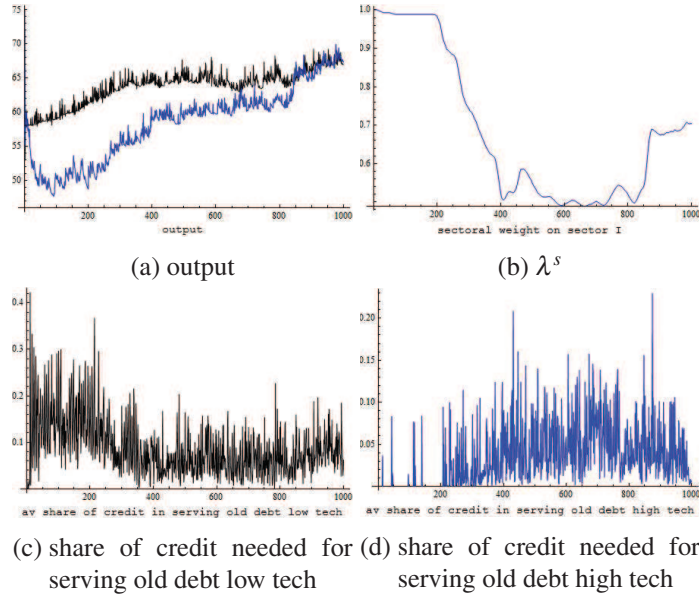 75
70
65
60
55
50
200 400 600 800 1000
output
(a) output
1.0
0.9
0.8
0.7
0.6
200 400 600 800 1000
sectoral weight on sector I
(b) λˢ
0.4
0.3
0.2
0.1
200 400 600 800 1000
av share of credit in serving old debt low tech
(c) share of credit needed for
serving old debt low tech
0.20
0.15
0.10
0.05
200 400 600 800 1000
av share of credit in serving old debt high tech
(d) share of credit needed for
serving old debt high tech